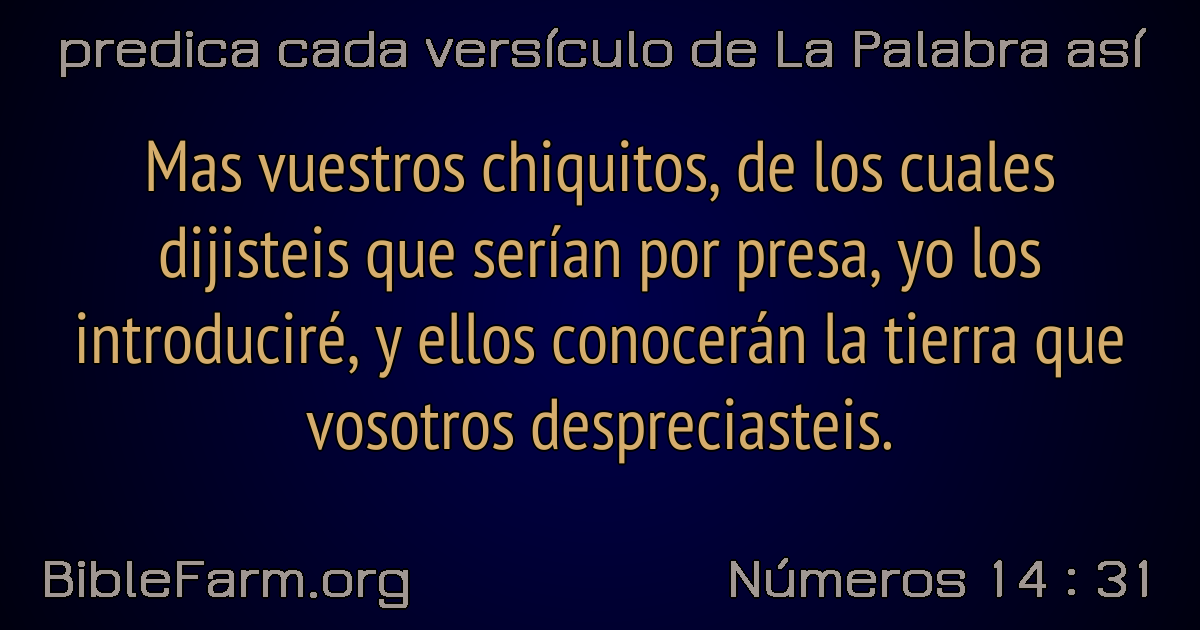 predica cada versículo de La Palabra así
Mas vuestros chiquitos, de los cuales
dijisteis que serían por presa, yo los
introduciré, y ellos conocerán la tierra que
vosotros despreciasteis.
BibleFarm.org
Números 14 : 31